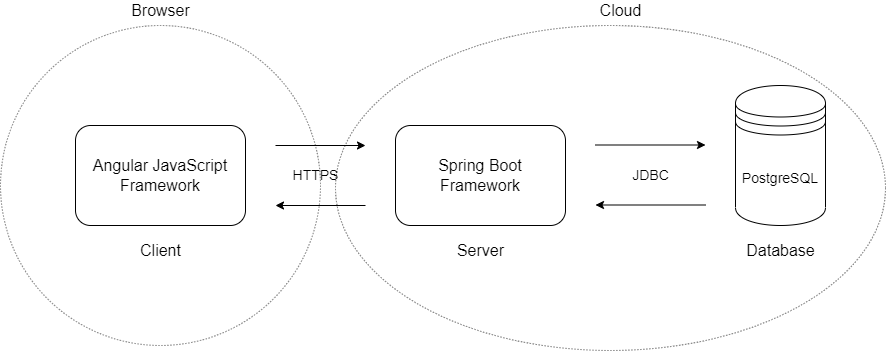 Browser
Cloud
Angular JavaScript
Framework
HTTPS
Spring Boot
Framework
JDBC
PostgreSQL
Client
Server
Database